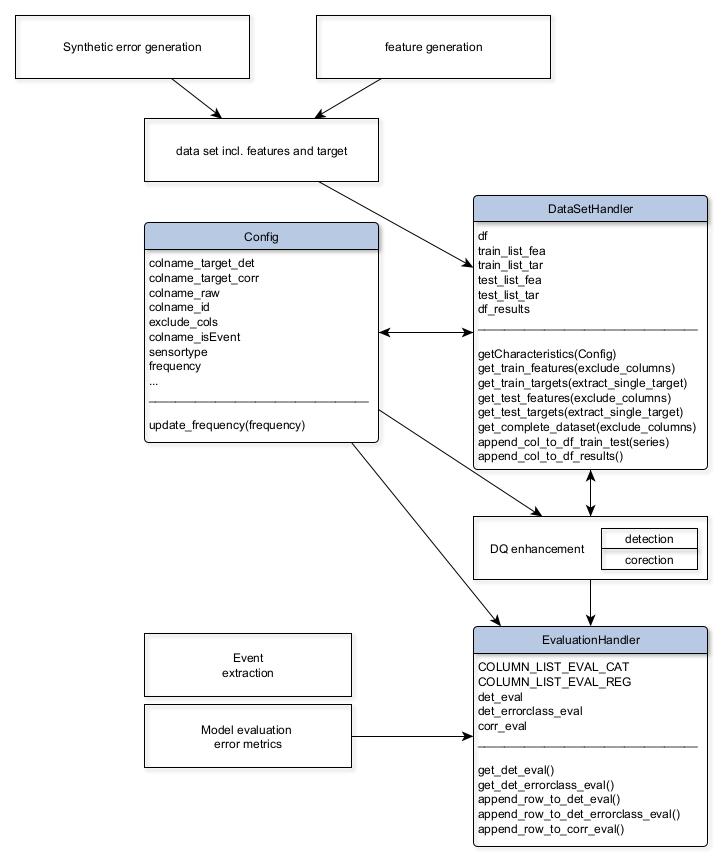 Synthetic error generation
feature generation
data set incl. features and target
DataSetHandler
df
train_list_fea
train_list_tar
test_list_fea
test_list_tar
df_results
getCharacteristics(Config)
get_train_features(exclude_columns)
get_train_targets(extract_single_target)
get_test_features(exclude_columns)
get_test_targets(extract_single_target)
get_complete_dataset(exclude_columns)
append_col_to_df_train_test(series)
append_col_to_df_results()
Config
colname_target_det
colname_target_corr
colname_raw
colname_id
exclude_cols
colname_isEvent
sensortype
frequency
...
update_frequency(frequency)
DQ enhancement
detection
corection
Event
extraction
Model evaluation
error metrics
EvaluationHandler
COLUMN_LIST_EVAL_CAT
COLUMN_LIST_EVAL_REG
det_eval
det_errorclass_eval
corr_eval
get_det_eval()
get_det_errorclass_eval()
append_row_to_det_eval()
append_row_to_det_errorclass_eval()
append_row_to_corr_eval()